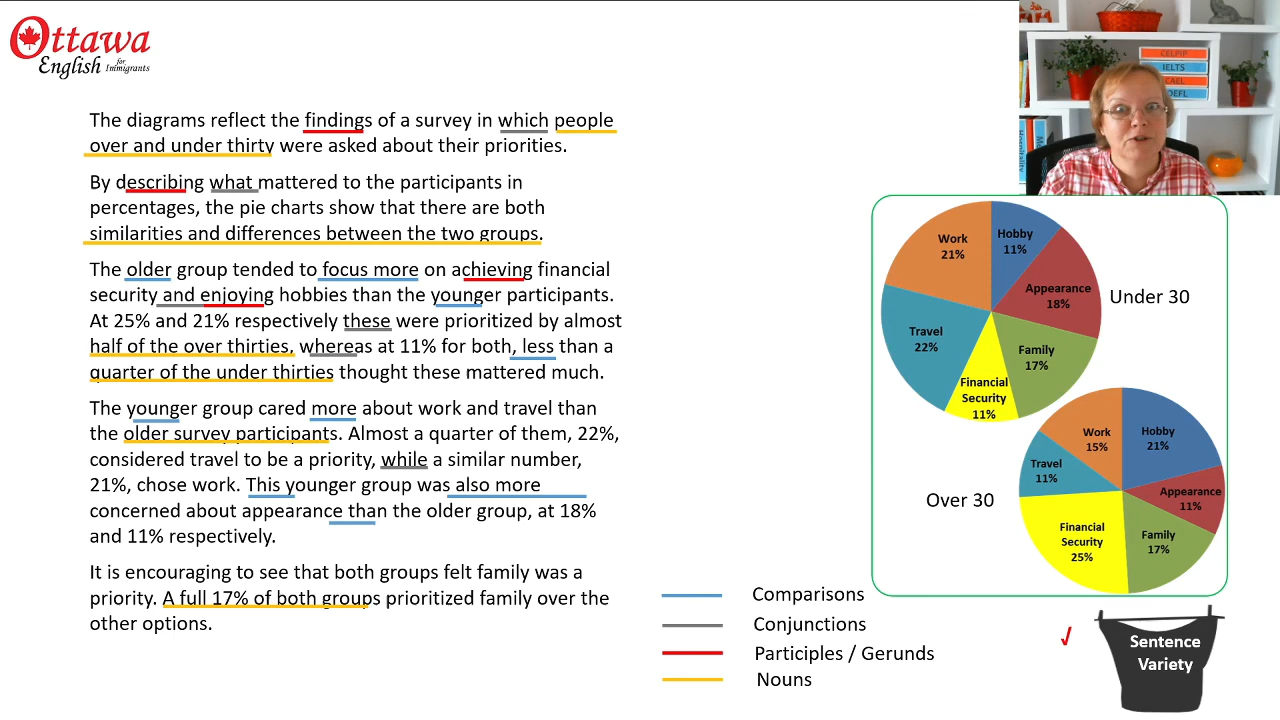 Ottawa
English for Immigrants
The diagrams reflect the findings of a survey in which people
over and under thirty were asked about their priorities.
By describing what mattered to the participants in
percentages, the pie charts show that there are both
similarities and differences between the two groups.
The older group tended to focus more on achieving financial
security and enjoying hobbies than the younger participants.
At 25% and 21% respectively these were prioritized by almost
half of the over thirties, whereas at 11% for both, less than a
quarter of the under thirties thought these mattered much.
The younger group cared more about work and travel than
the older survey participants. Almost a quarter of them, 22%,
considered travel to be a priority, while a similar number,
21%, chose work. This younger group was also more
concerned about appearance than the older group, at 18%
and 11% respectively.
It is encouraging to see that both groups felt family was a
priority. A full 17% of both groups prioritized family over the
other options.
CELPIP
IELTS
CAEL
Hospitality
Work
21%
Hobby
11%
Appearance
18%
Travel
22%
Family
17%
Financial
Security
11%
Under 30
Work
15%
Hobby
21%
Travel
11%
Appearance
11%
Financial
Security
25%
Family
17%
Over 30
Comparisons
Conjunctions
Participles / Gerunds
Nouns
√
Sentence
Variety